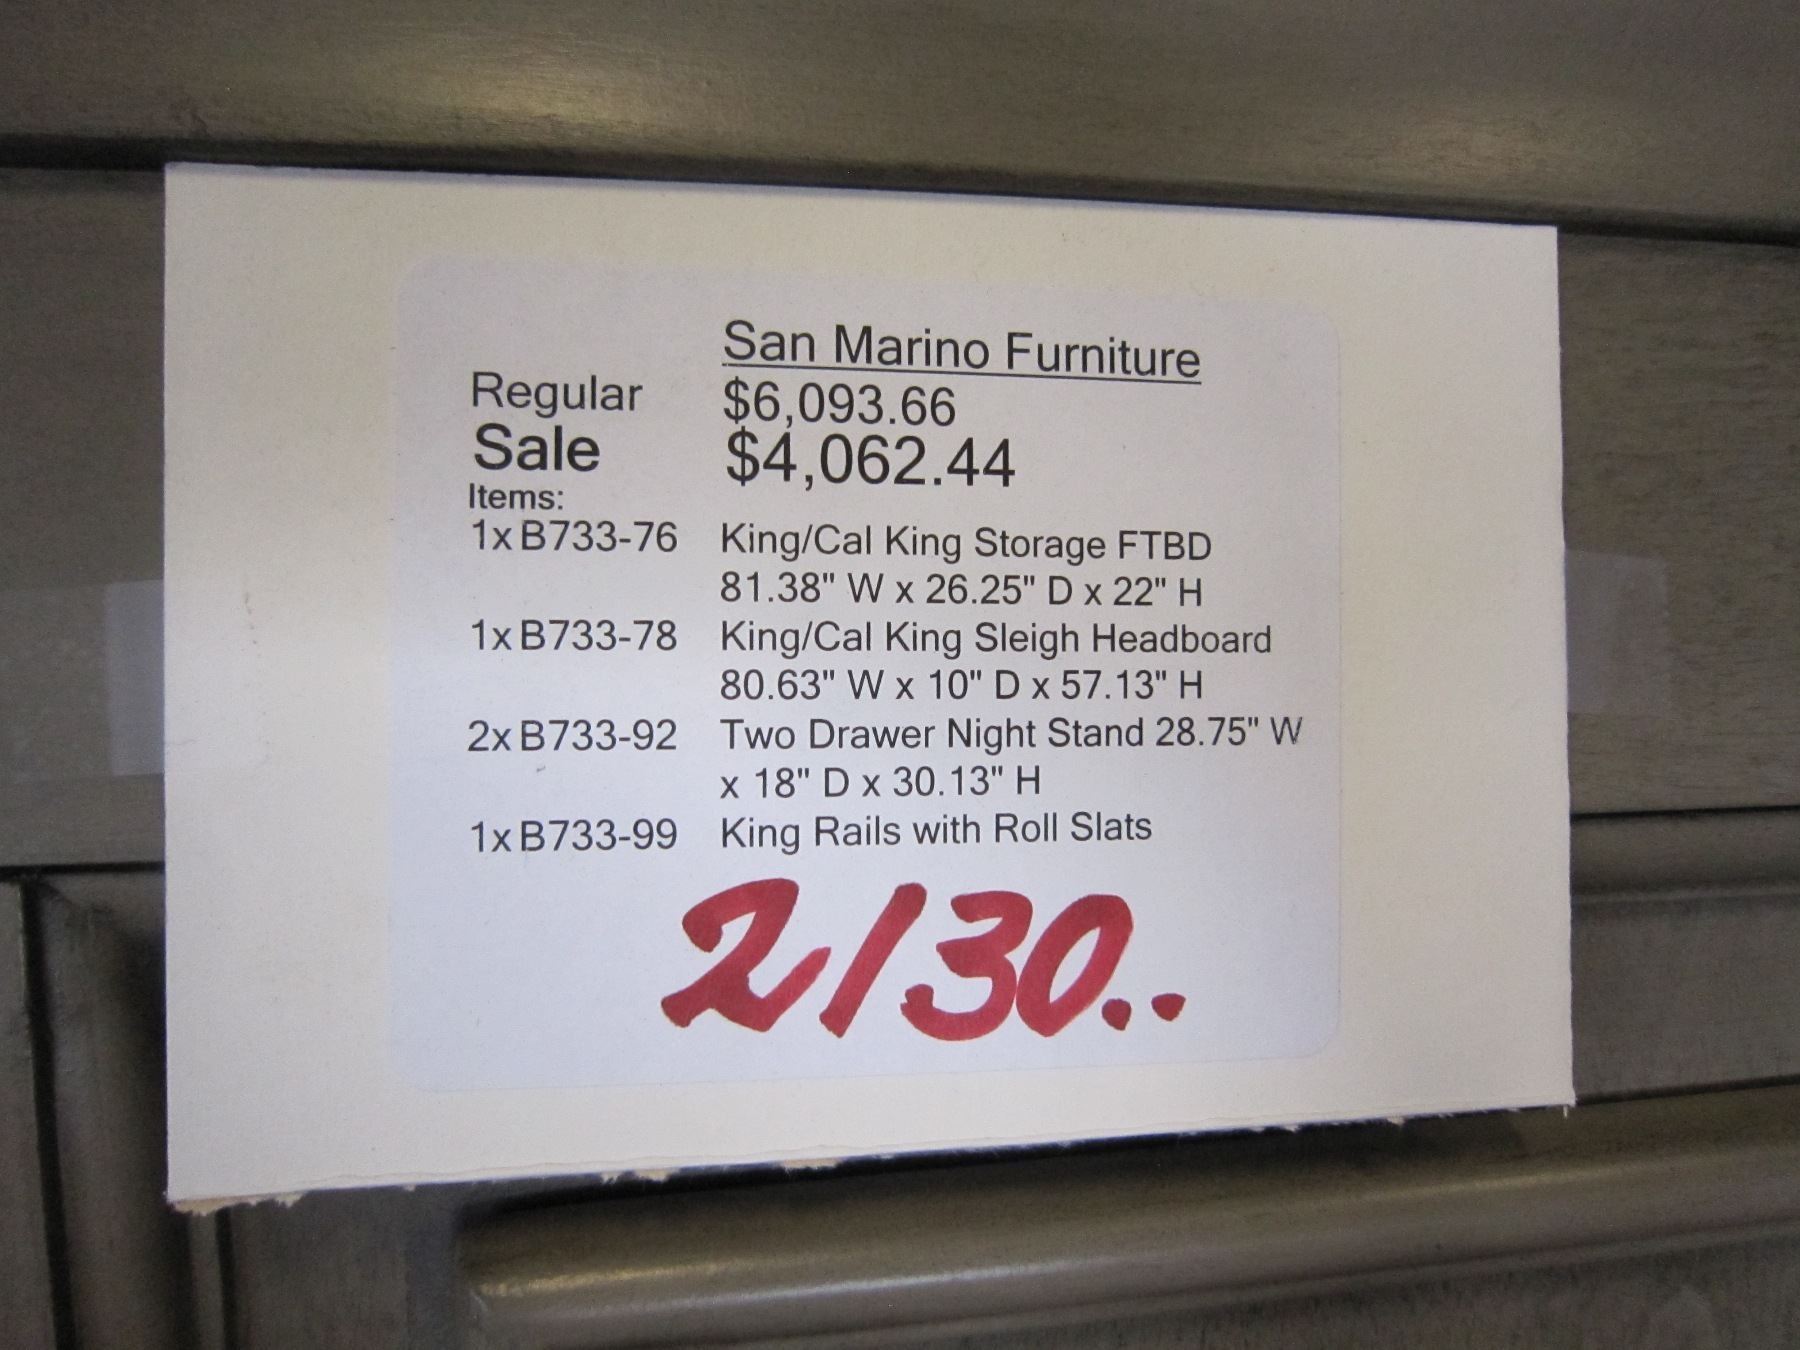 San Marino Furniture
Regular $6,093.66
Sale $4,062.44
Items:
1x B733-76 King/Cal King Storage FTBD
81.38" W x 26.25" D x 22" H
1x B733-78 King/Cal King Sleigh Headboard
80.63" W x 10" D x 57.13" H
2x B733-92 Two Drawer Night Stand 28.75" W
x 18" D x 30.13" H
1x B733-99 King Rails with Roll Slats
2130..